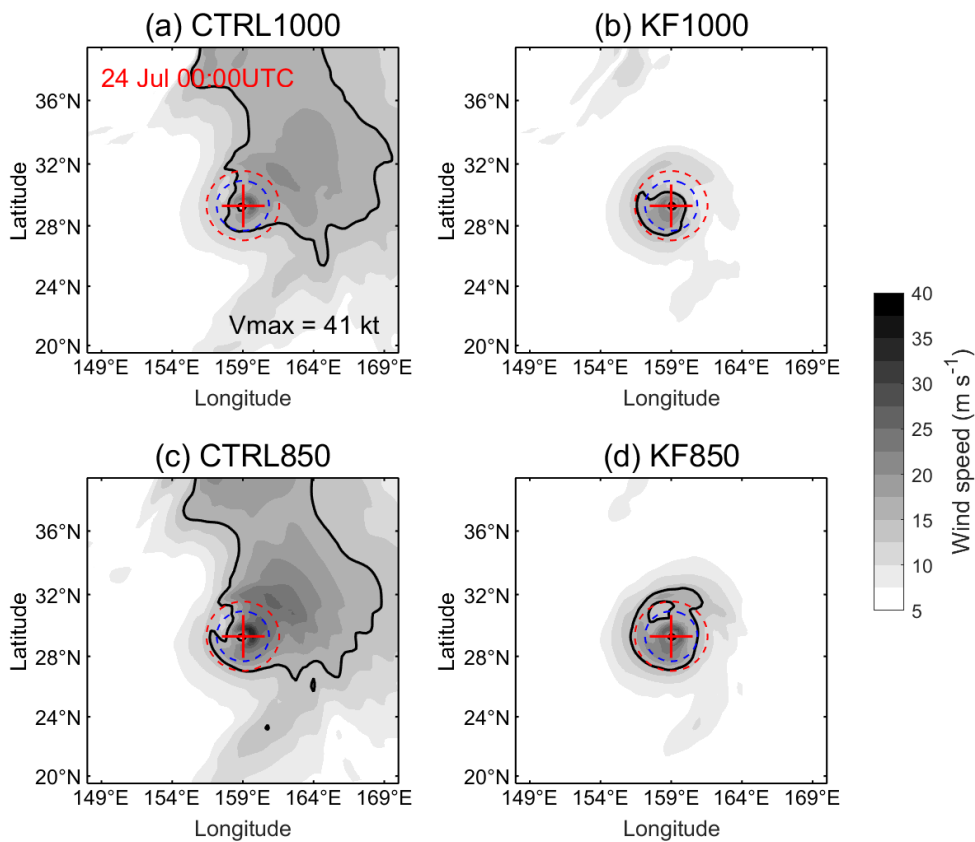 (a) CTRL1000
24 Jul 00:00UTC
36°N
32°N
28°N
24°N
20°N
Latitude
Vmax = 41 kt
149°E 154°E 159°E 164°E 169°E
Longitude
(b) KF1000
36°N
32°N
28°N
24°N
20°N
Latitude
149°E 154°E 159°E 164°E 169°E
Longitude
(c) CTRL850
36°N
32°N
28°N
24°N
20°N
Latitude
149°E 154°E 159°E 164°E 169°E
Longitude
(d) KF850
36°N
32°N
28°N
24°N
20°N
Latitude
149°E 154°E 159°E 164°E 169°E
Longitude
40
35
30
25
20
15
10
5
Wind speed (m s⁻¹)